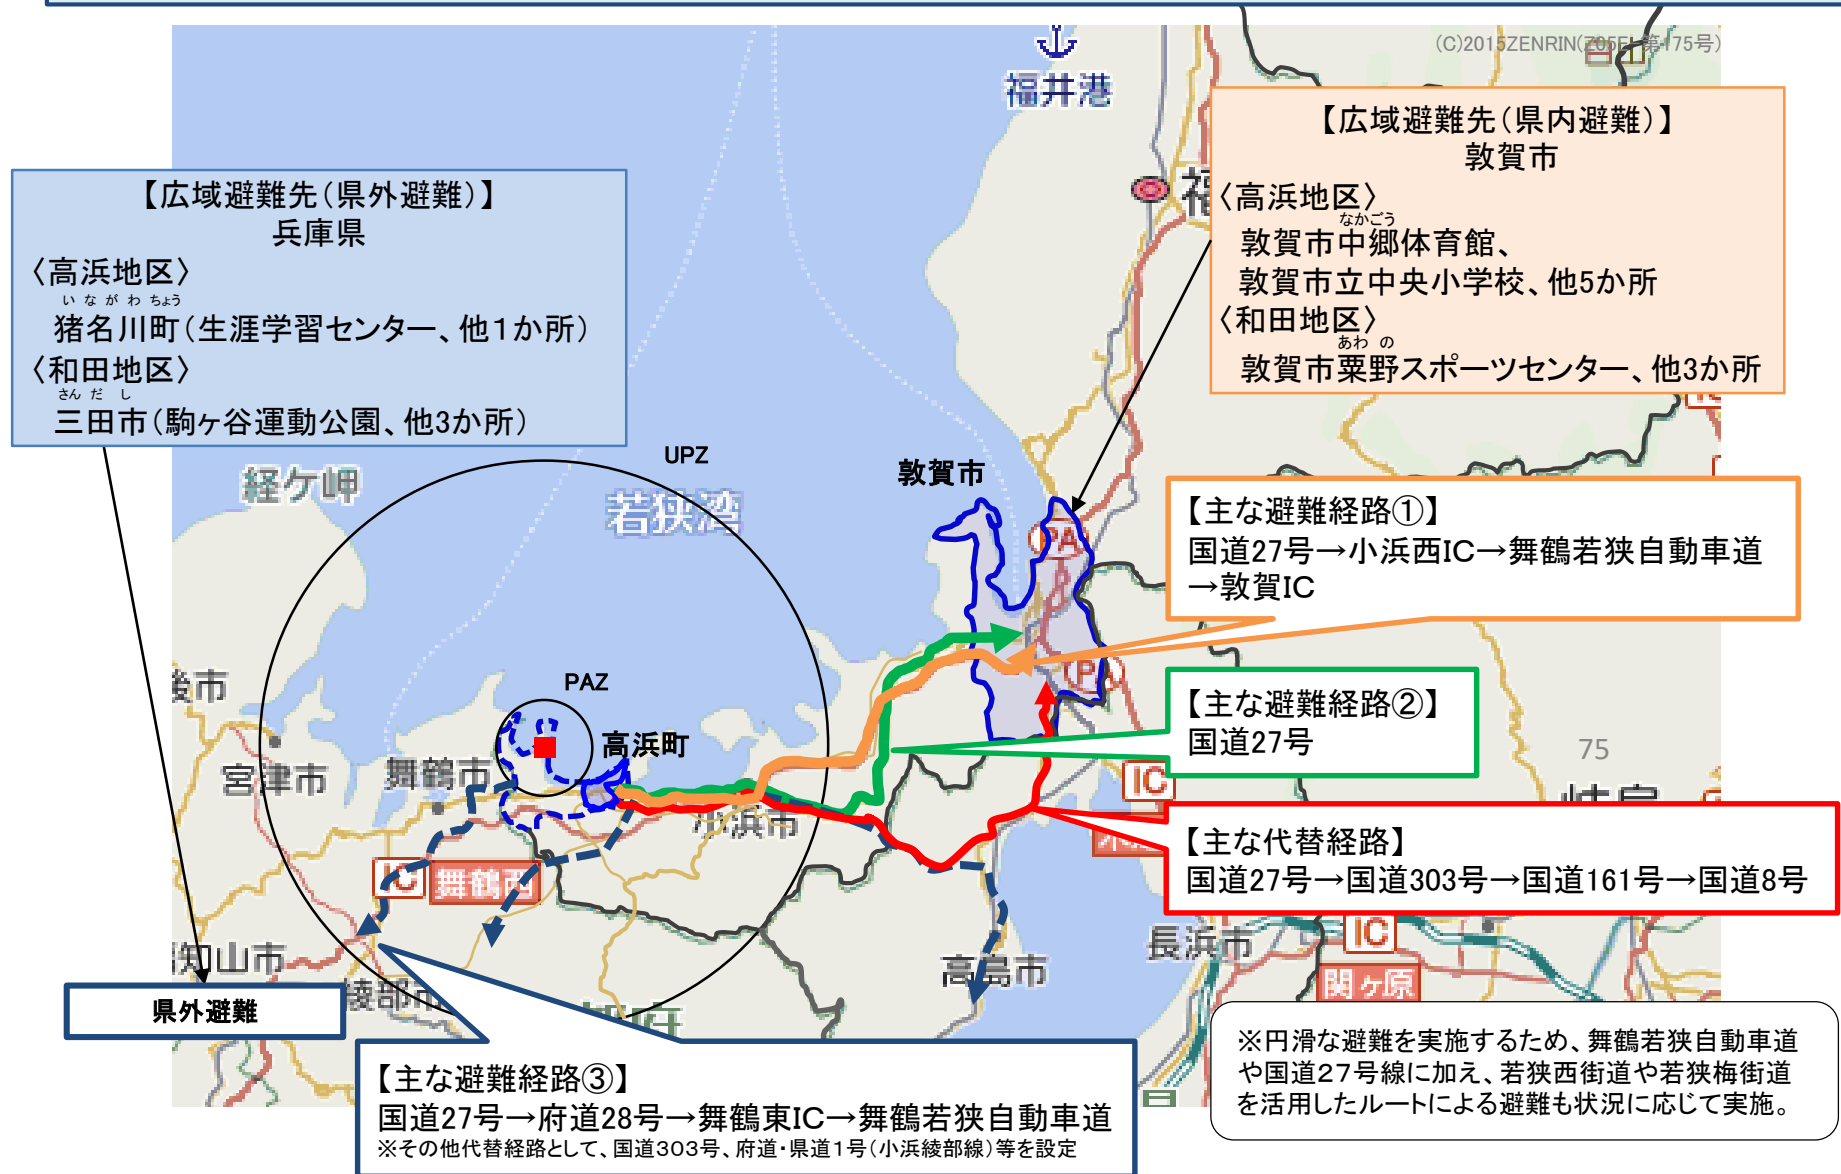 (C)2015ZENRIN(Z05E-第175号)
福井港
【広域避難先(県内避難)】
敦賀市
〈高浜地区〉
なかごう
敦賀市中郷体育館、
敦賀市立中央小学校、他5か所
〈和田地区〉
あわ の
敦賀市粟野スポーツセンター、他3か所
【広域避難先(県外避難)】
兵庫県
〈高浜地区〉
い な が わ ちょう
猪名川町(生涯学習センター、他1か所)
〈和田地区〉
さん だ し
三田市(駒ヶ谷運動公園、他3か所)
UPZ
敦賀市
経ケ岬
若狭湾
PA
【主な避難経路①】
国道27号→小浜西IC→舞鶴若狭自動車道
→敦賀IC
PAZ
高浜町
宮津市
舞鶴市
小浜市
【主な避難経路②】
国道27号
75
IC
【主な代替経路】
国道27号→国道303号→国道161号→国道8号
IC
舞鶴西
知山市
綾部市
高島市
長浜市
IC
関ヶ原
県外避難
【主な避難経路③】
国道27号→府道28号→舞鶴東IC→舞鶴若狭自動車道
※その他代替経路として、国道303号、府道・県道1号(小浜綾部線)等を設定
※円滑な避難を実施するため、舞鶴若狭自動車道
や国道27号線に加え、若狭西街道や若狭梅街道
を活用したルートによる避難も状況に応じて実施。